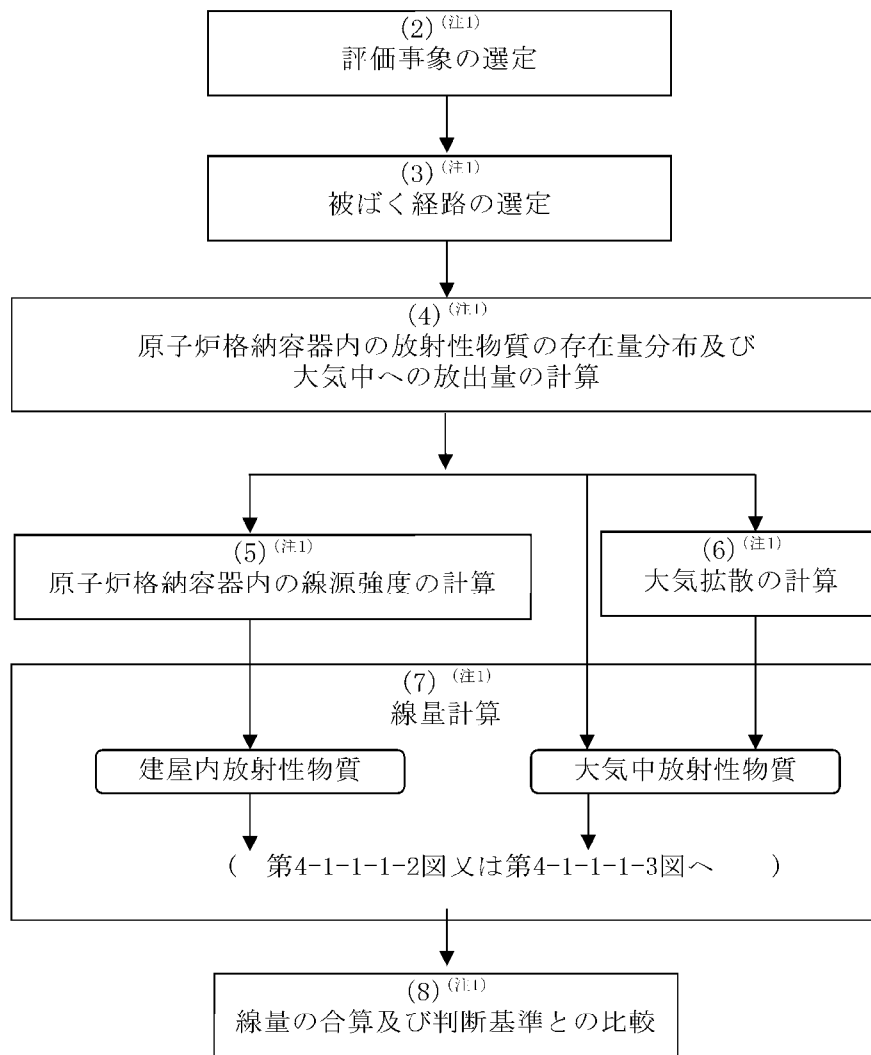 (2)(注1)
評価事象の選定
(3)(注1)
被ばく経路の選定
(4)(注1)
原子炉格納容器内の放射性物質の存在量分布及び
大気中への放出量の計算
(5)(注1)
原子炉格納容器内の線源強度の計算
(6)(注1)
大気拡散の計算
(7) (注1)
線量計算
建屋内放射性物質
大気中放射性物質
( 第4-1-1-1-2図又は第4-1-1-1-3図へ )
(8)(注1)
線量の合算及び判断基準との比較